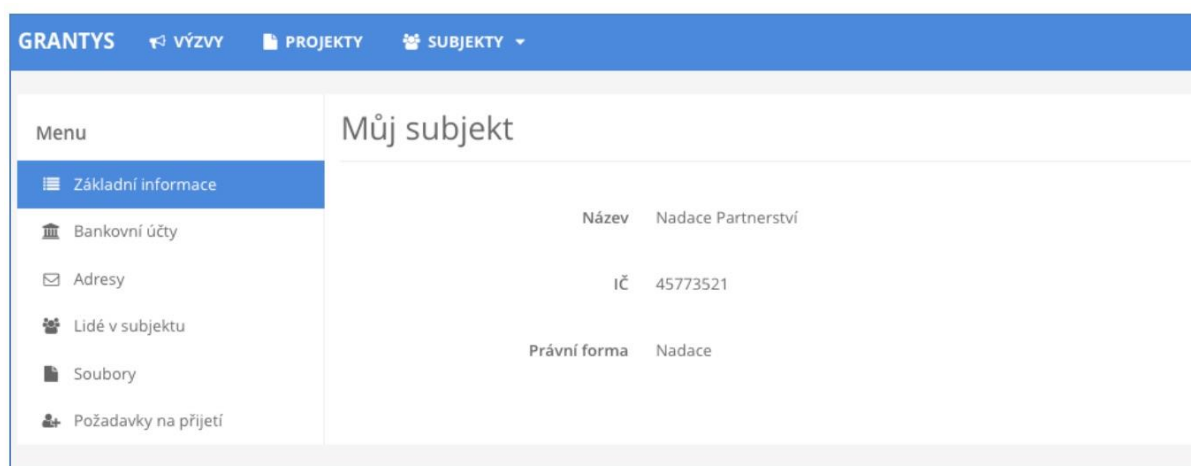 GRANTYS VÝZVY PROJEKTY SUBJEKTY
Menu
Základní informace
Bankovní účty
Adresy
Lidé v subjektu
Soubory
Požadavky na přijetí
Můj subjekt
Název Nadace Partnerství
IČ 45773521
Právní forma Nadace